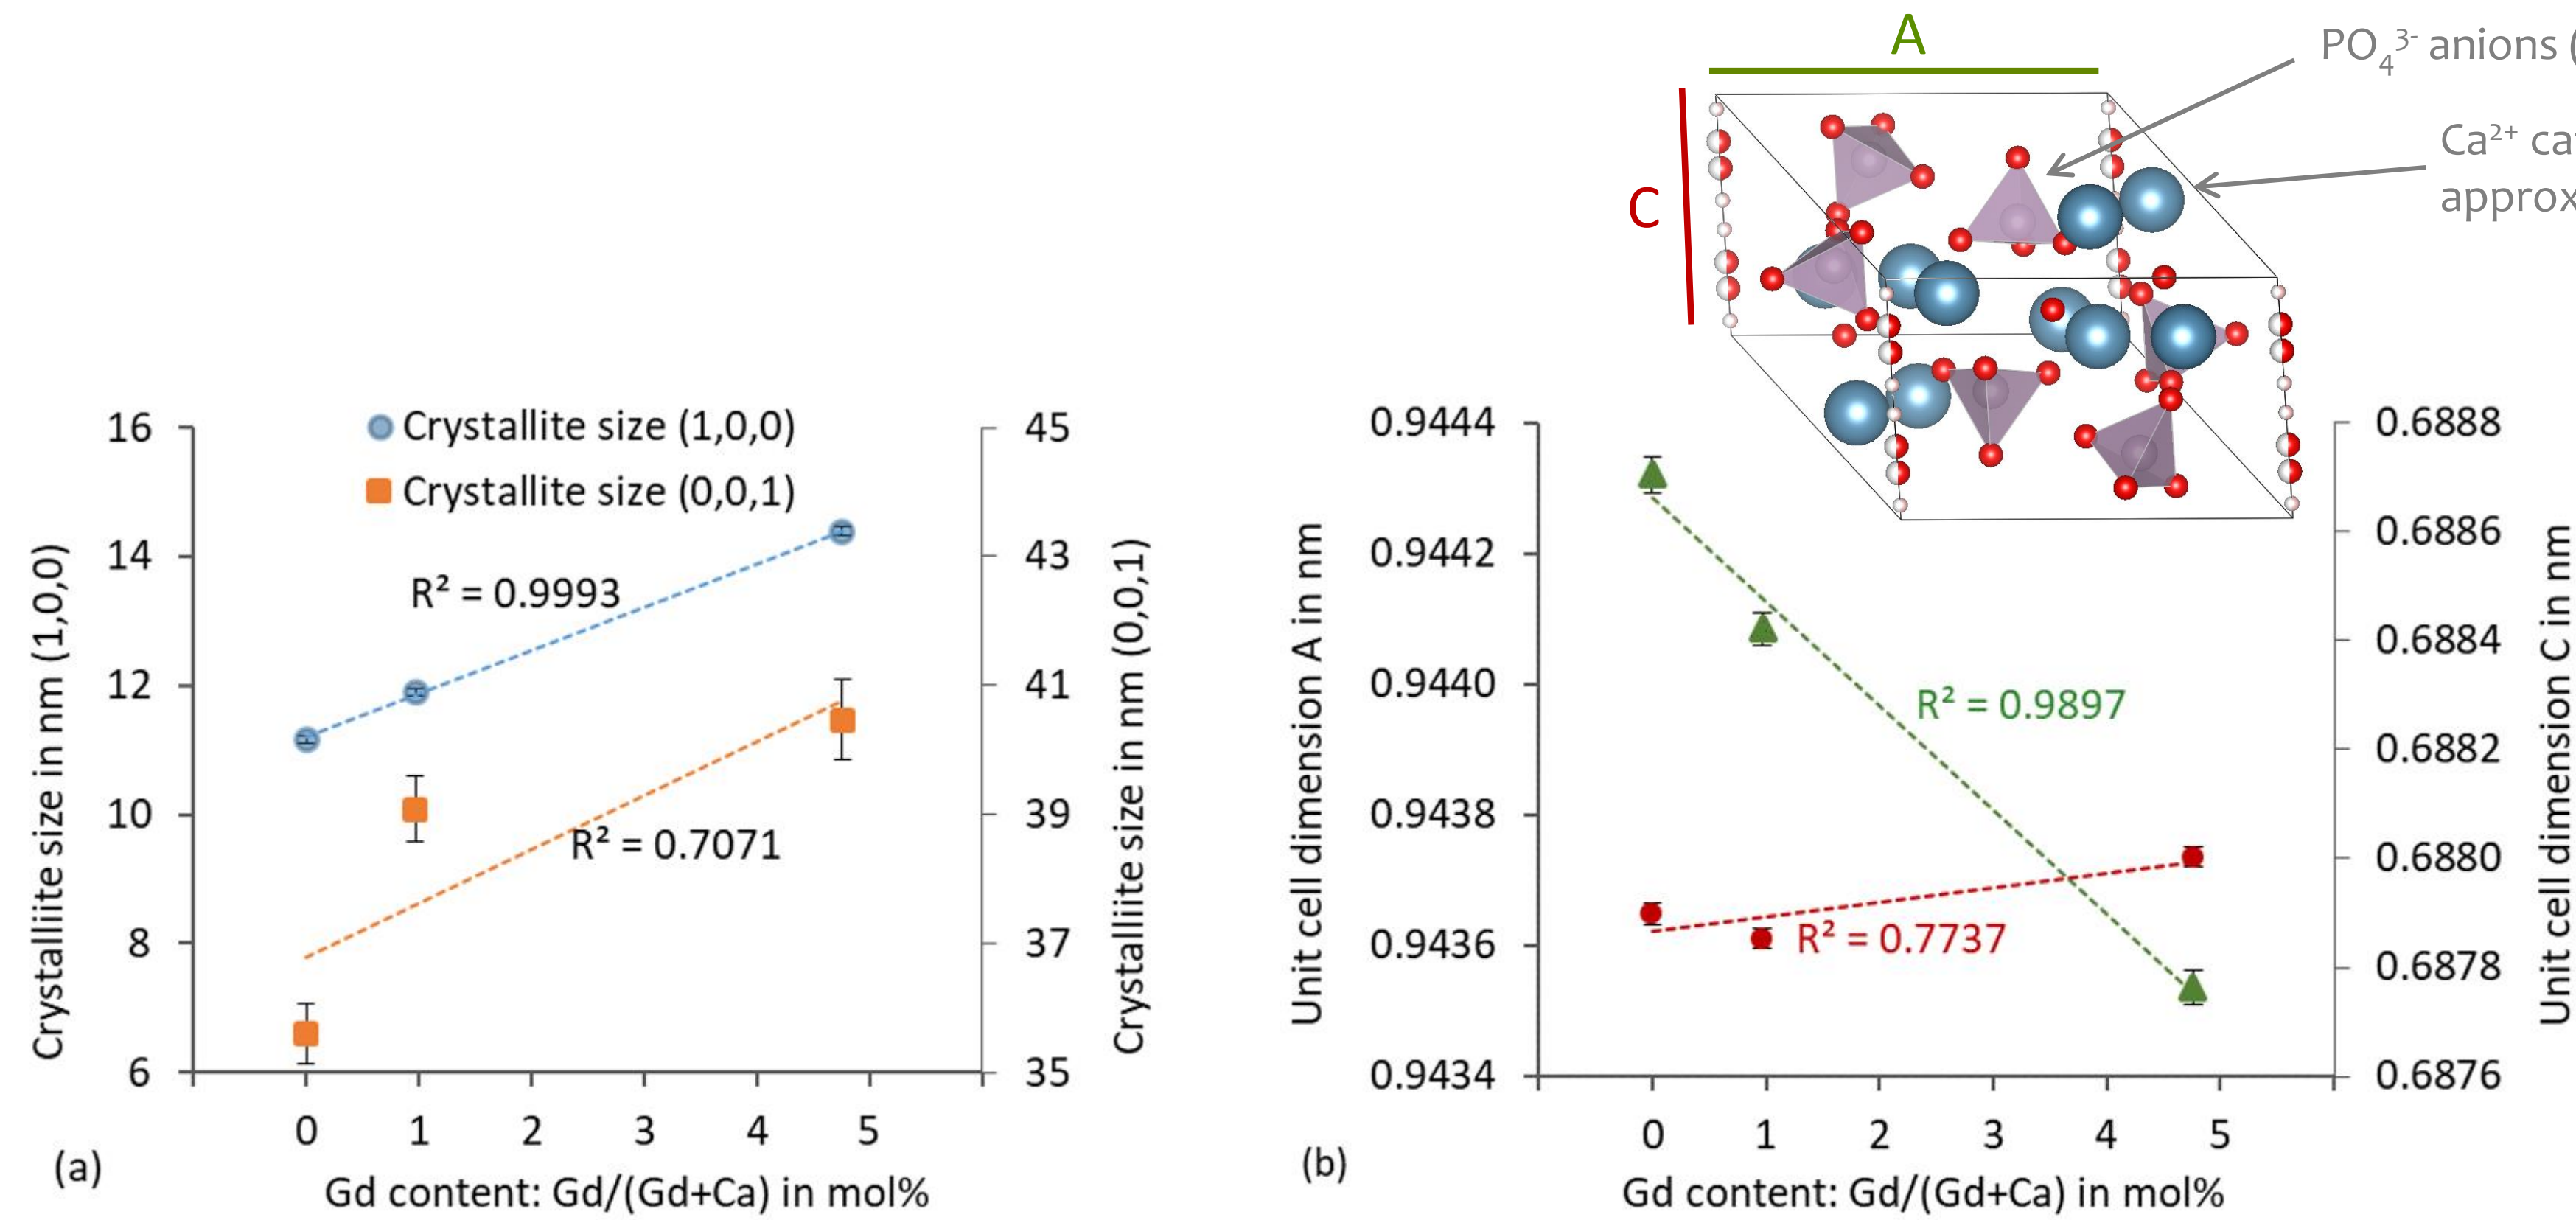 A
C
PO₄³⁻ anions (
Ca²⁺ ca
approx
16
14
12
10
8
6
Crystalliiite size in nm (1,0,0)
Crystallite size (1,0,0)
Crystallite size (0,0,1)
R² = 0.9993
R² = 0.7071
45
43
41
39
37
35
Crystalliiite size in nm (0,0,1)
0 1 2 3 4 5
(a)
Gd content: Gd/(Gd+Ca) in mol%
0.9444
0.9442
0.9440
0.9438
0.9436
0.9434
Unit cell dimension A in nm
R² = 0.9897
R² = 0.7737
0.6888
0.6886
0.6884
0.6882
0.6880
0.6878
0.6876
Unit cell dimension C in nm
0 1 2 3 4 5
(b)
Gd content: Gd/(Gd+Ca) in mol%